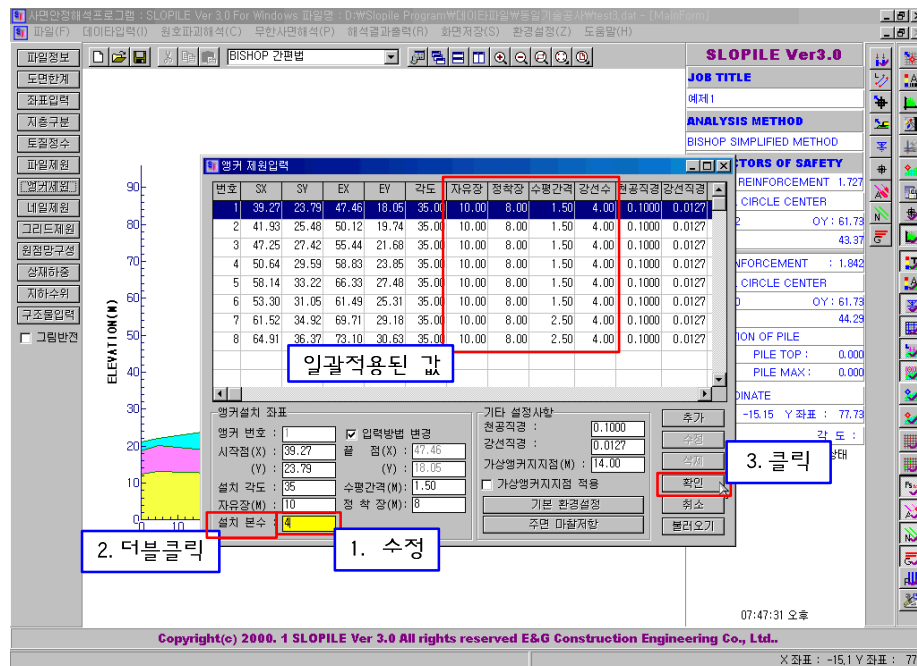 사면안정해석프로그램 : SLOPILE Ver 3.0 For Windows 파일명 : D:\Slopile Program\데이타파일\동일기술공사\test3.dat - [MainForm]
파일(F) 데이타입력(I) 원호파괴해석(C) 무한사면해석(P) 해석결과출력(R) 화면저장(S) 환경설정(Z) 도움말(H)
BISHOP 간편법
파일정보
도면한계
좌표입력
지층구분
토질정수
파일제원
앵커제원
네일제원
그리드제원
원점망구성
상재하중
지하수위
구조물입력
그림반전
ELEVATION(M)
90
80
70
60
50
40
30
20
10
0
0 10
앵커 제원입력
번호 SX SY EX EY 각도 자유장 정착장 수평간격 강선수 천공직경 강선직경
1 39.27 23.79 47.46 18.05 35.00 10.00 8.00 1.50 4.00 0.1000 0.0127
2 41.93 25.48 50.12 19.74 35.00 10.00 8.00 1.50 4.00 0.1000 0.0127
3 47.25 27.42 55.44 21.68 35.00 10.00 8.00 1.50 4.00 0.1000 0.0127
4 50.64 29.59 58.83 23.85 35.00 10.00 8.00 1.50 4.00 0.1000 0.0127
5 58.14 33.22 66.33 27.48 35.00 10.00 8.00 1.50 4.00 0.1000 0.0127
6 53.30 31.05 61.49 25.31 35.00 10.00 8.00 1.50 4.00 0.1000 0.0127
7 61.52 34.92 69.71 29.18 35.00 10.00 8.00 2.50 4.00 0.1000 0.0127
8 64.91 36.37 73.10 30.63 35.00 10.00 8.00 2.50 4.00 0.1000 0.0127
일괄적용된 값
앵커설치 좌표
앵커 번호 : 1 입력방법 변경
시작점(X) : 39.27 끝 점(X) : 47.46
(Y) : 23.79 (Y) : 18.05
설치 각도 : 35 수평간격(M): 1.50
자유장(M) : 10 정 착 장(M): 8
설치 본수 : 4
기타 설정사항
천공직경 : 0.1000
강선직경 : 0.0127
가상앵커지지점(M) : 14.00
가상앵커지지점 적용
기본 환경설정
주면 마찰저항
추가
수정
삭제
확인
취소
불러오기
1. 수정
2. 더블클릭
3. 클릭
SLOPILE Ver3.0
JOB TITLE
예제1
ANALYSIS METHOD
BISHOP SIMPLIFIED METHOD
TORS OF SAFETY
REINFORCEMENT 1.727
CIRCLE CENTER
2 OY : 61.73
43.37
NFORCEMENT : 1.842
CIRCLE CENTER
0 OY : 61.73
44.29
ION OF PILE
PILE TOP : 0.000
PILE MAX : 0.000
DINATE
-15.15 Y 좌표 : 77.73
각 도 :
상태
07:47:31 오후
Copyright(c) 2000. 1 SLOPILE Ver 3.0 All rights reserved E&G Construction Engineering Co., Ltd..
X 좌표 : -15.1 Y 좌표 : 77